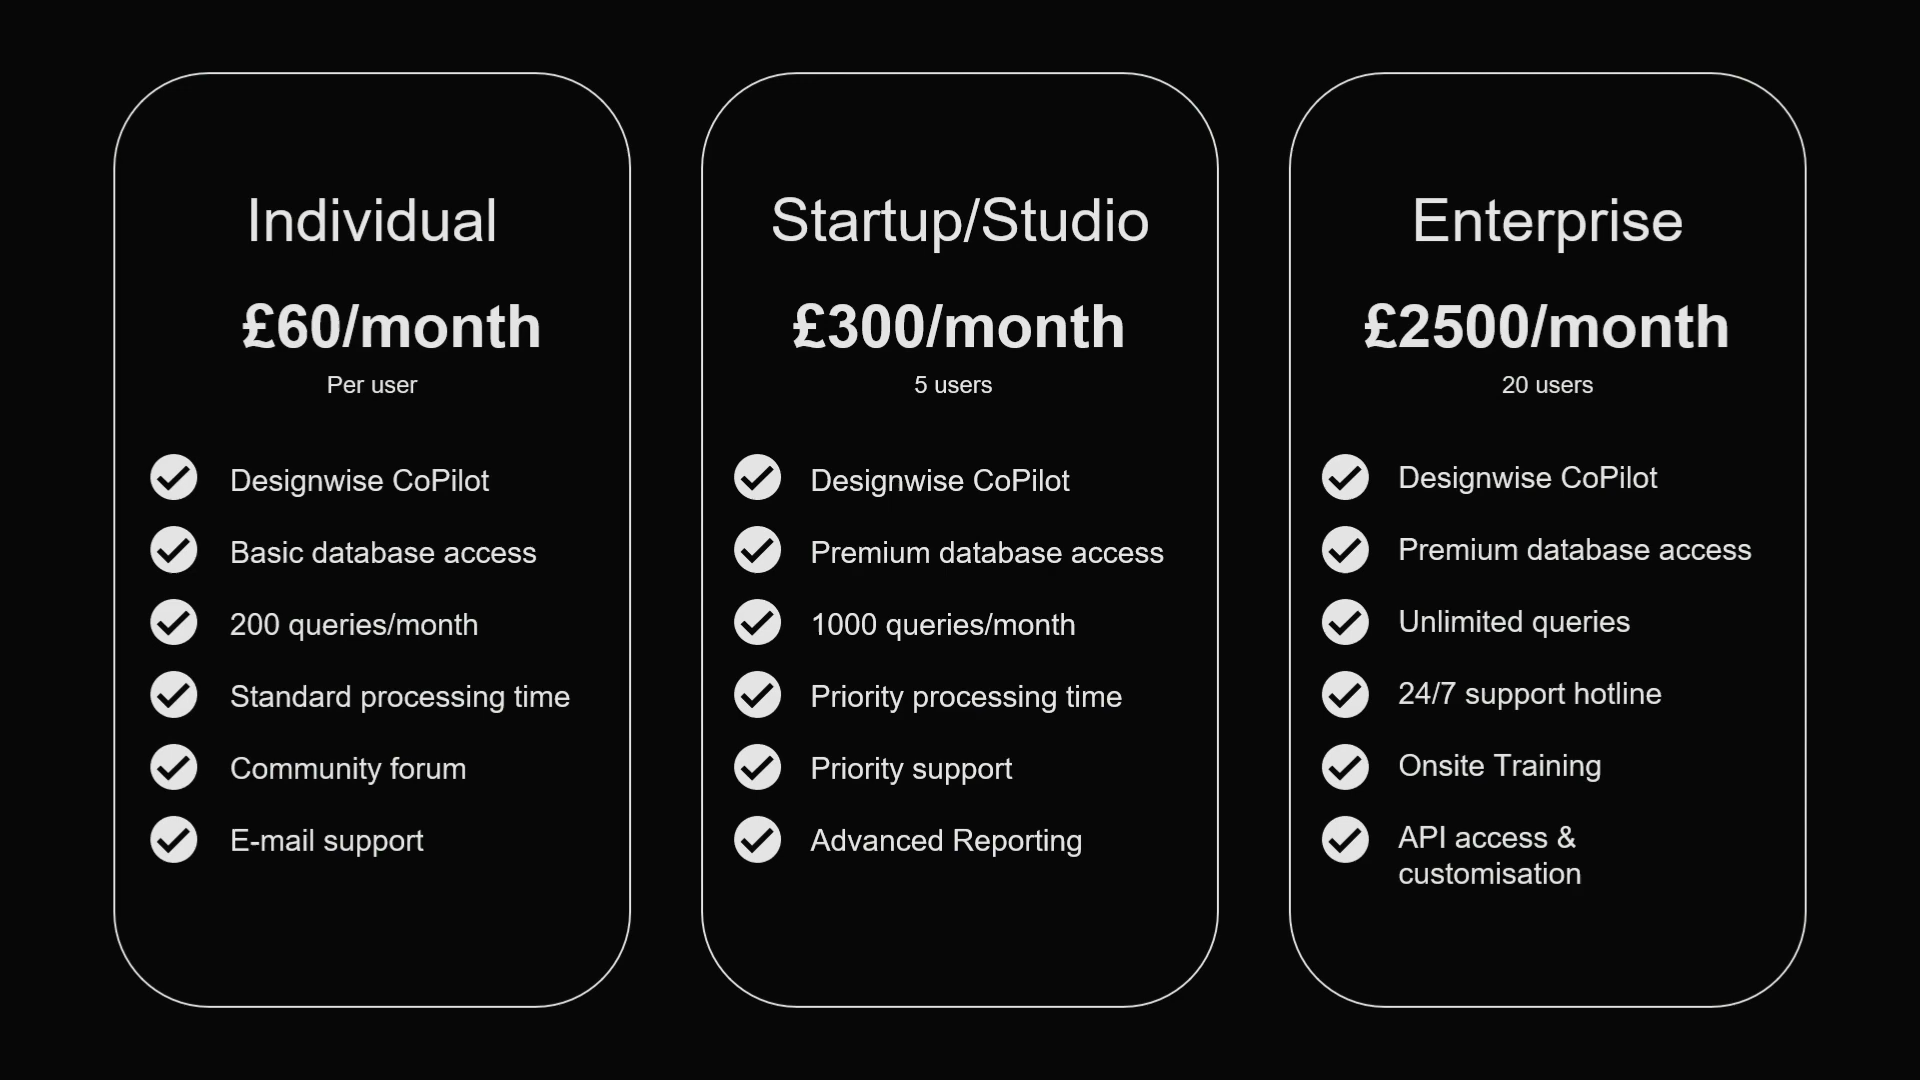 Individual
£60/month
Per user
Designwise CoPilot
Basic database access
200 queries/month
Standard processing time
Community forum
E-mail support
Startup/Studio
£300/month
5 users
Designwise CoPilot
Premium database access
1000 queries/month
Priority processing time
Priority support
Advanced Reporting
Enterprise
£2500/month
20 users
Designwise CoPilot
Premium database access
Unlimited queries
24/7 support hotline
Onsite Training
API access &
customisation